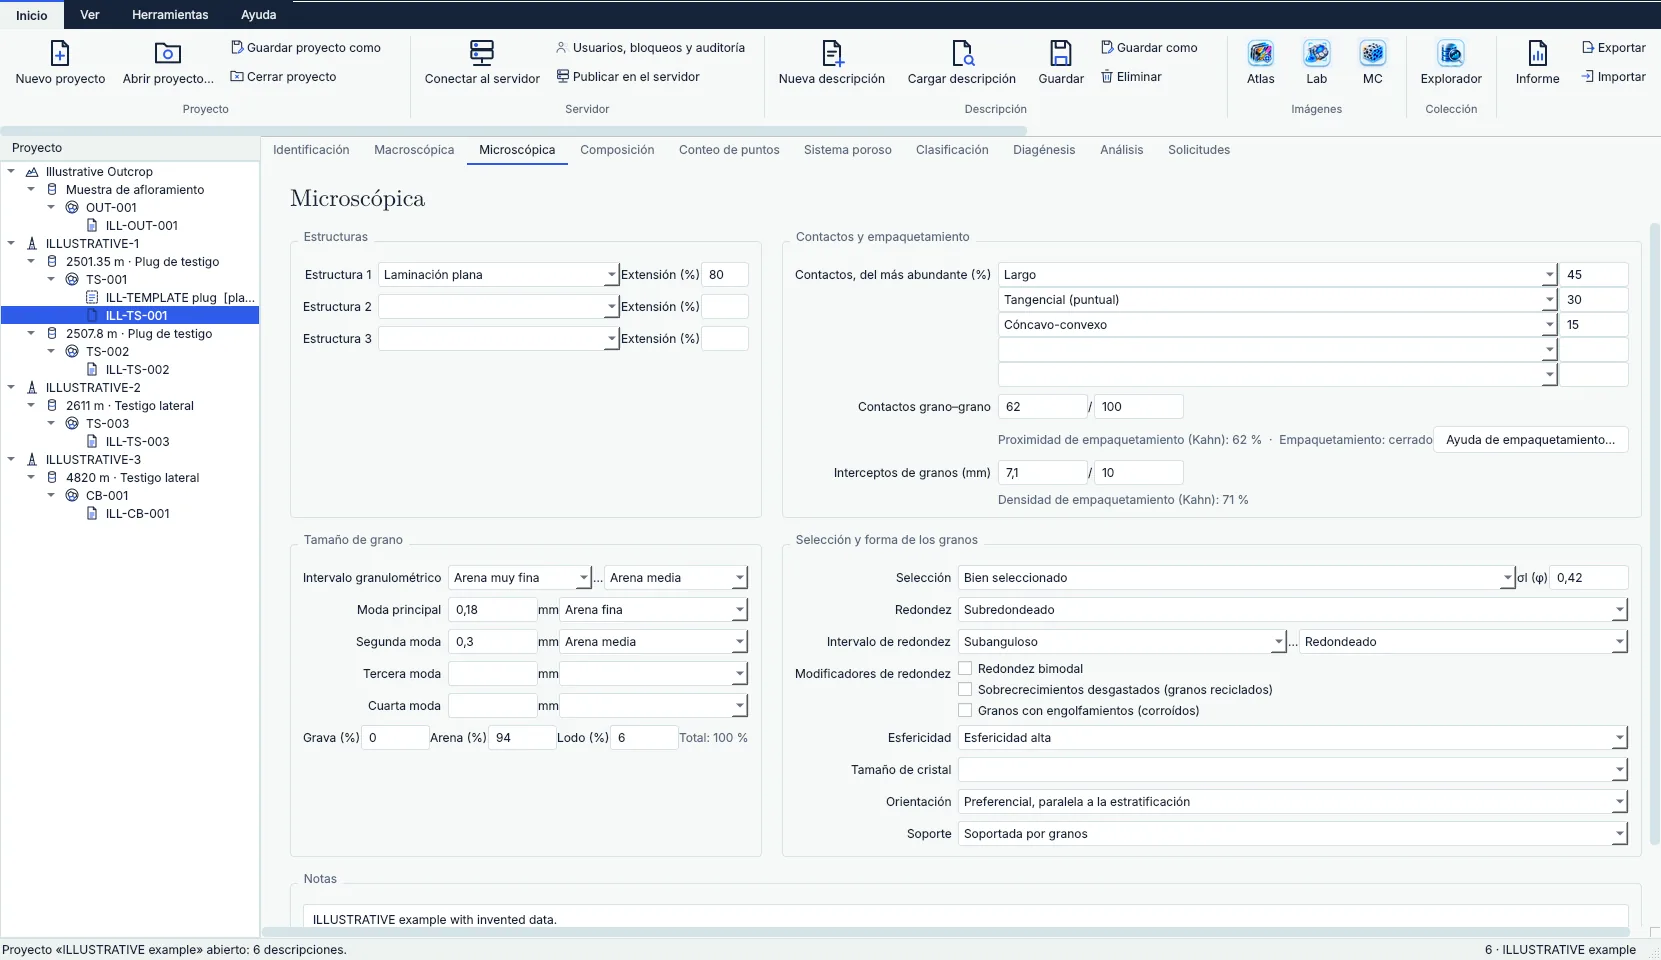 Inicio Ver Herramientas Ayuda
Nuevo proyecto Abrir proyecto... Guardar proyecto como
Cerrar proyecto
Proyecto
Conectar al servidor Usuarios, bloqueos y auditoría
Publicar en el servidor
Servidor
Nueva descripción Cargar descripción Guardar Guardar como
Eliminar
Descripción
Atlas Lab MC
Imágenes
Explorador
Colección
Informe Exportar
Importar
Proyecto
Illustrative Outcrop
Muestra de afloramiento
OUT-001
ILL-OUT-001
ILLUSTRATIVE-1
2501.35 m · Plug de testigo
TS-001
ILL-TEMPLATE plug [pla...
ILL-TS-001
2507.8 m · Plug de testigo
TS-002
ILL-TS-002
ILLUSTRATIVE-2
2611 m · Testigo lateral
TS-003
ILL-TS-003
ILLUSTRATIVE-3
4820 m · Testigo lateral
CB-001
ILL-CB-001
Identificación Macroscópica Microscópica Composición Conteo de puntos Sistema poroso Clasificación Diagénesis Análisis Solicitudes
Microscópica
Estructuras
Estructura 1 Laminación plana Extensión (%) 80
Estructura 2 Extensión (%)
Estructura 3 Extensión (%)
Contactos y empaquetamiento
Contactos, del más abundante (%) Largo 45
Tangencial (puntual) 30
Cóncavo-convexo 15
Contactos grano–grano 62 / 100
Proximidad de empaquetamiento (Kahn): 62 % · Empaquetamiento: cerrado Ayuda de empaquetamiento...
Interceptos de granos (mm) 7,1 / 10
Densidad de empaquetamiento (Kahn): 71 %
Tamaño de grano
Intervalo granulométrico Arena muy fina ... Arena media
Moda principal 0,18 mm Arena fina
Segunda moda 0,3 mm Arena media
Tercera moda mm
Cuarta moda mm
Grava (%) 0 Arena (%) 94 Lodo (%) 6 Total: 100 %
Selección y forma de los granos
Selección Bien seleccionado σI (φ) 0,42
Redondez Subredondeado
Intervalo de redondez Subanguloso ... Redondeado
Modificadores de redondez Redondez bimodal
Sobrecrecimientos desgastados (granos reciclados)
Granos con engolfamientos (corroídos)
Esfericidad Esfericidad alta
Tamaño de cristal
Orientación Preferencial, paralela a la estratificación
Soporte Soportada por granos
Notas
ILLUSTRATIVE example with invented data.
Proyecto «ILLUSTRATIVE example» abierto: 6 descripciones. 6 · ILLUSTRATIVE example